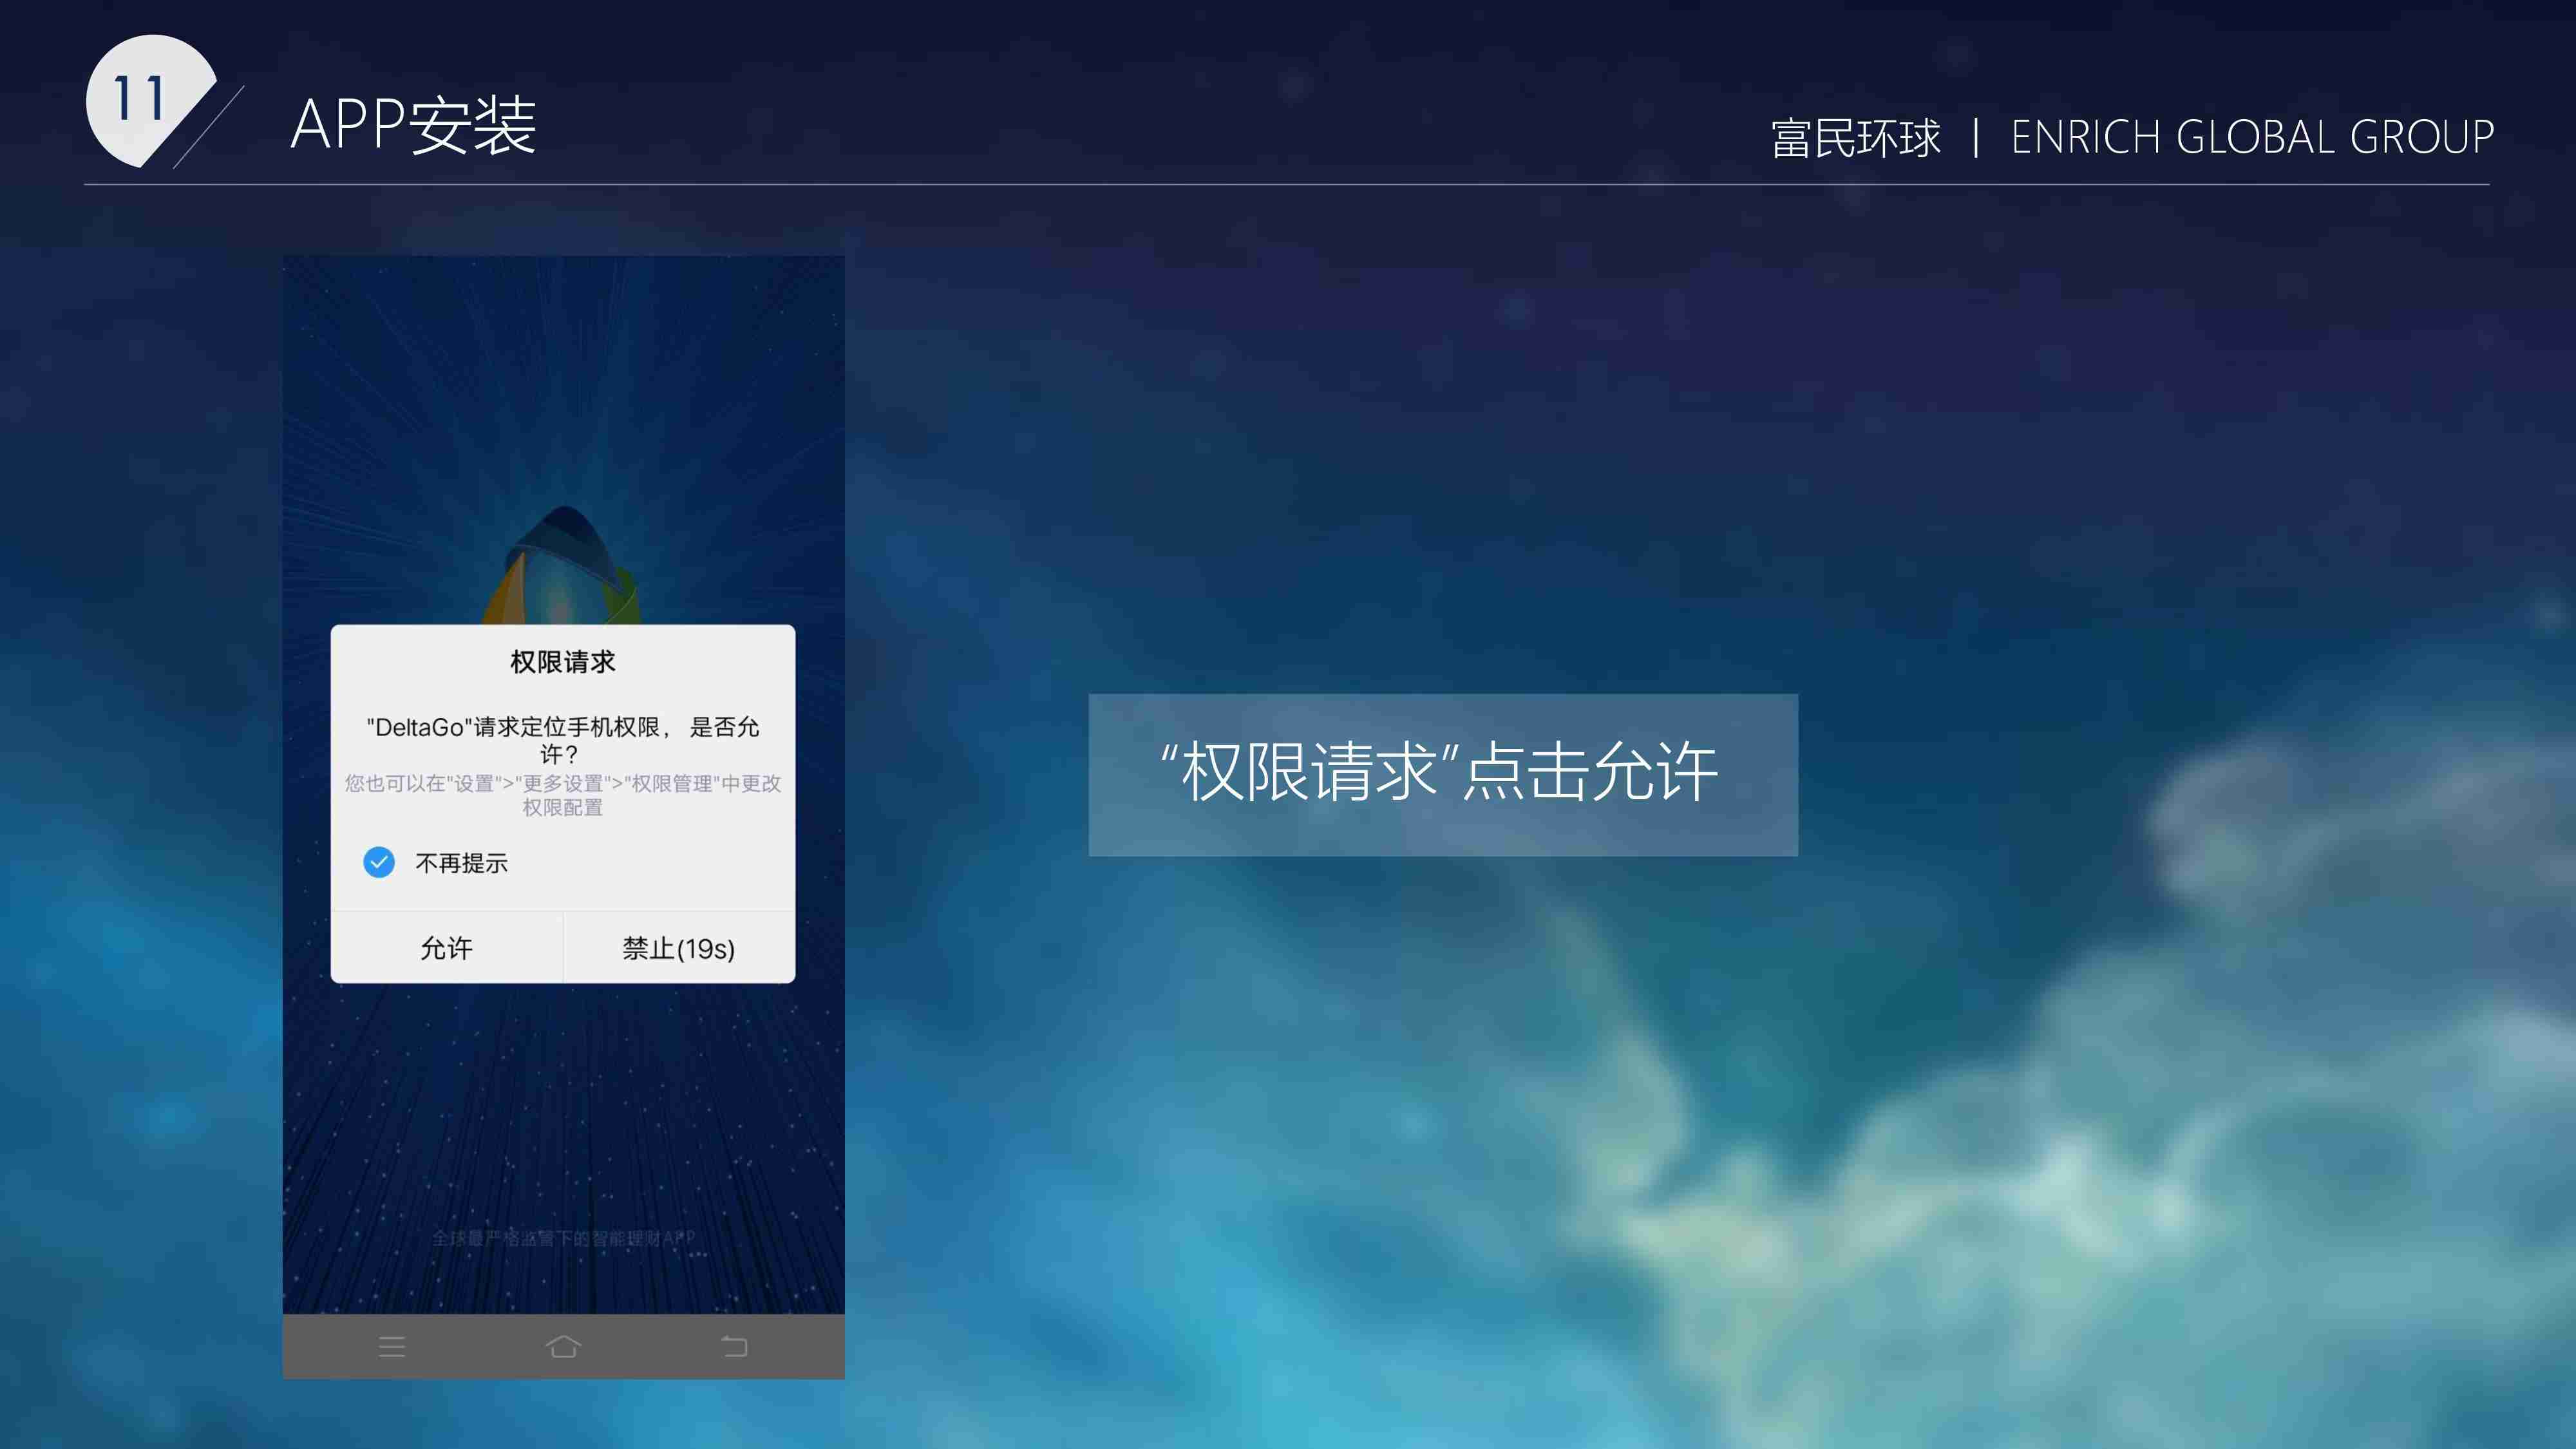 11
APP安装
富民环球 | ENRICH GLOBAL GROUP
权限请求
"DeltaGo"请求定位手机权限，是否允
许？
您也可以在"设置">"更多设置">"权限管理"中更改
权限配置
不再提示
允许
禁止(19s)
“权限请求”点击允许
全球最严格监管下的智能理财APP